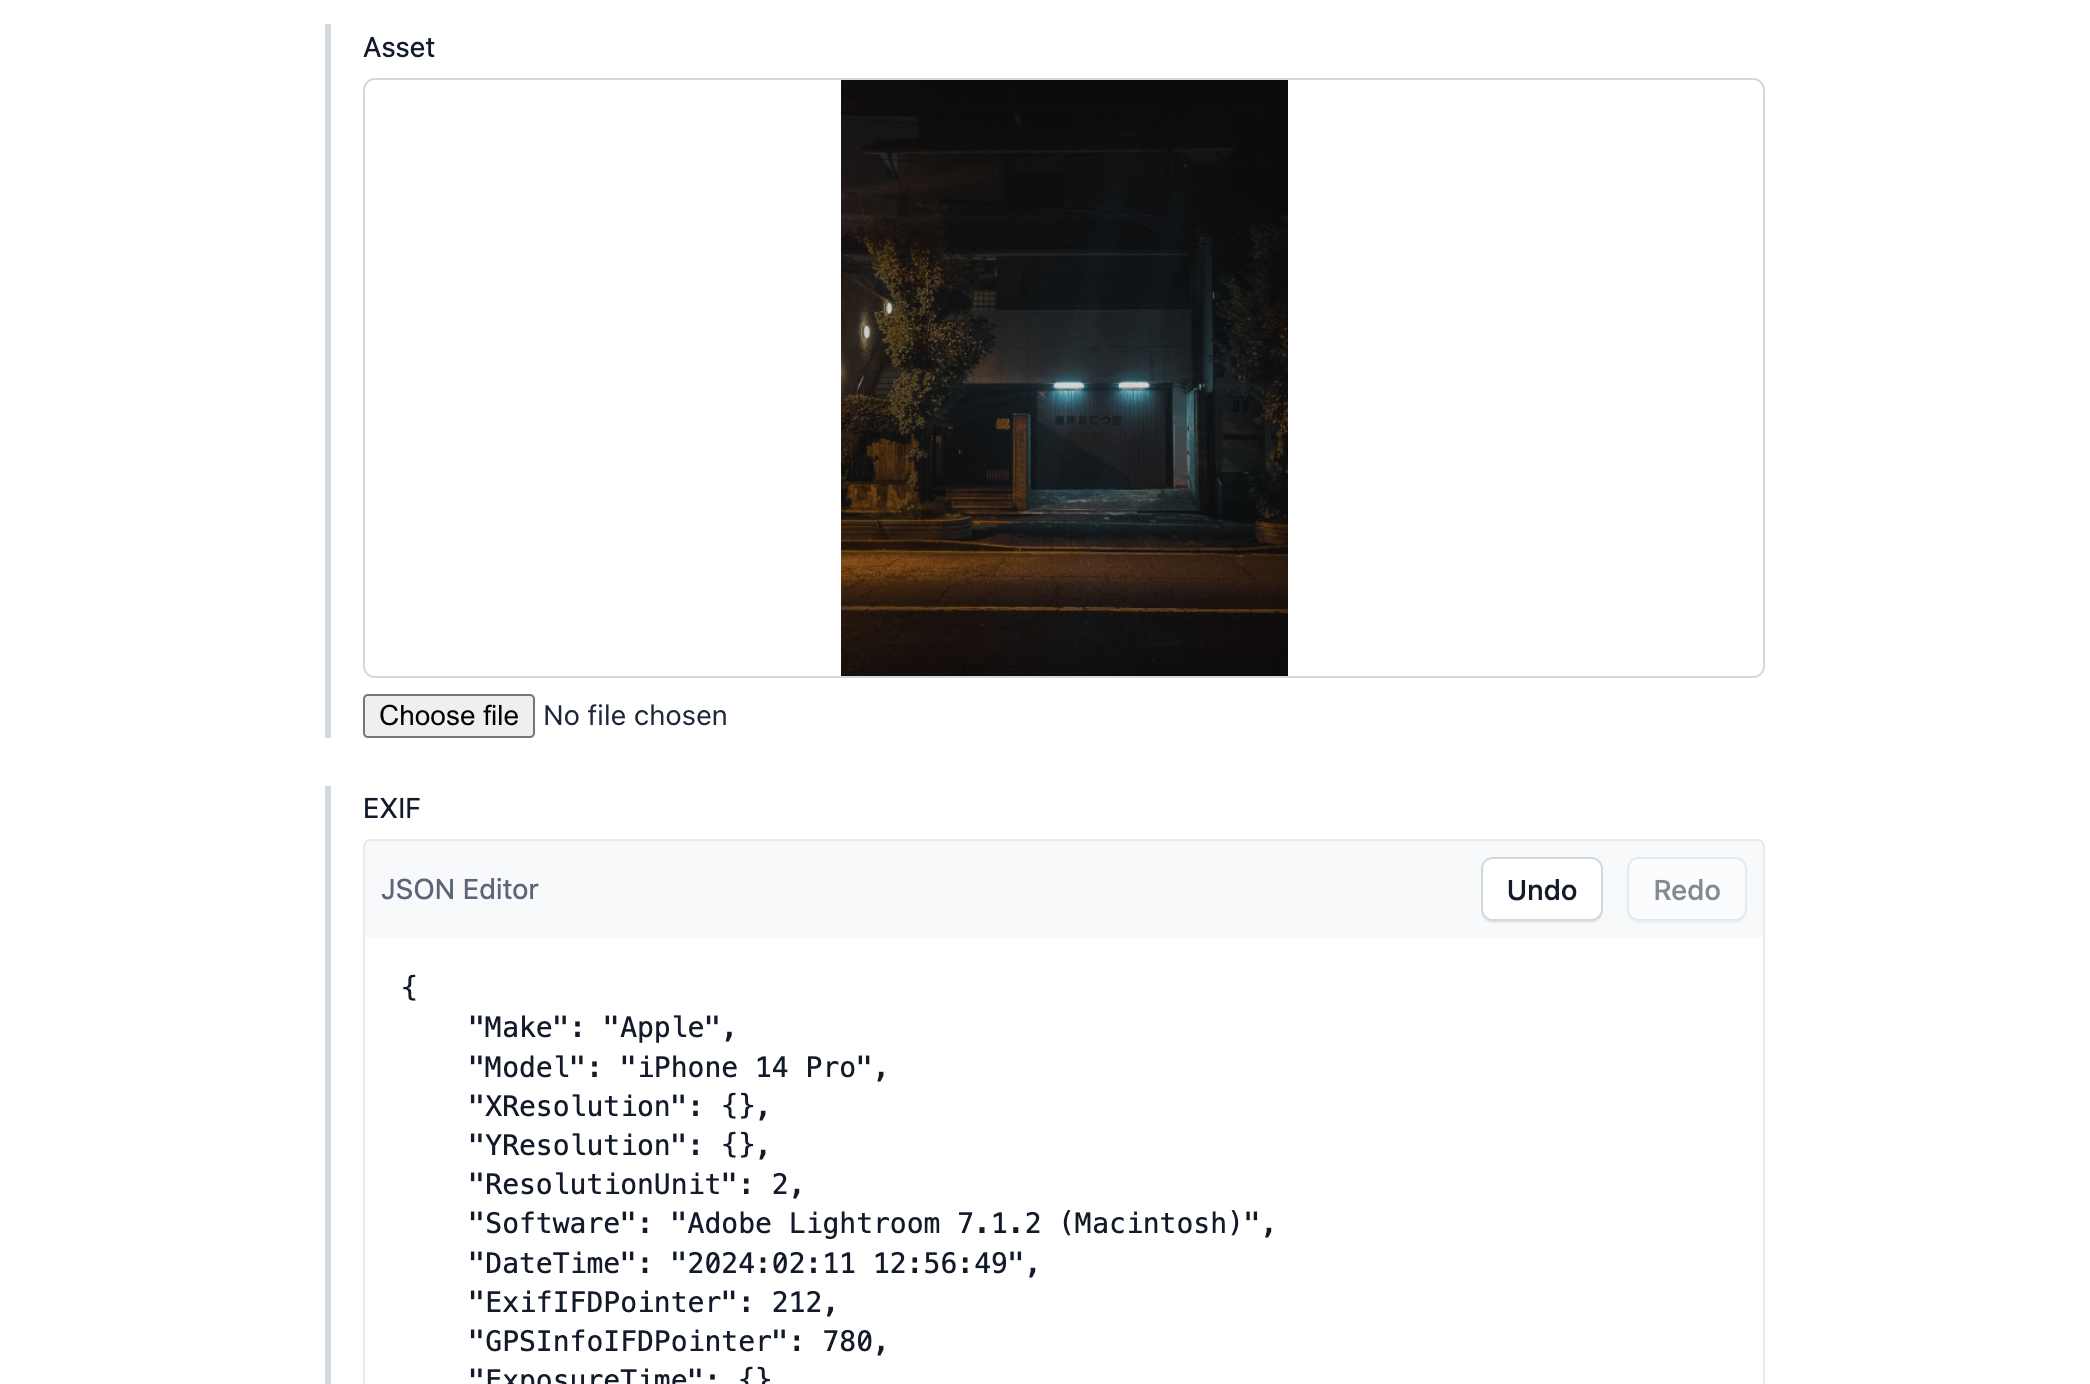 Asset
Choose file No file chosen
EXIF
JSON Editor
Undo
Redo
{
"Make": "Apple",
"Model": "iPhone 14 Pro",
"XResolution": {},
"YResolution": {},
"ResolutionUnit": 2,
"Software": "Adobe Lightroom 7.1.2 (Macintosh)",
"DateTime": "2024:02:11 12:56:49",
"ExifIFDPointer": 212,
"GPSInfoIFDPointer": 780,
"ExposureTime": {}